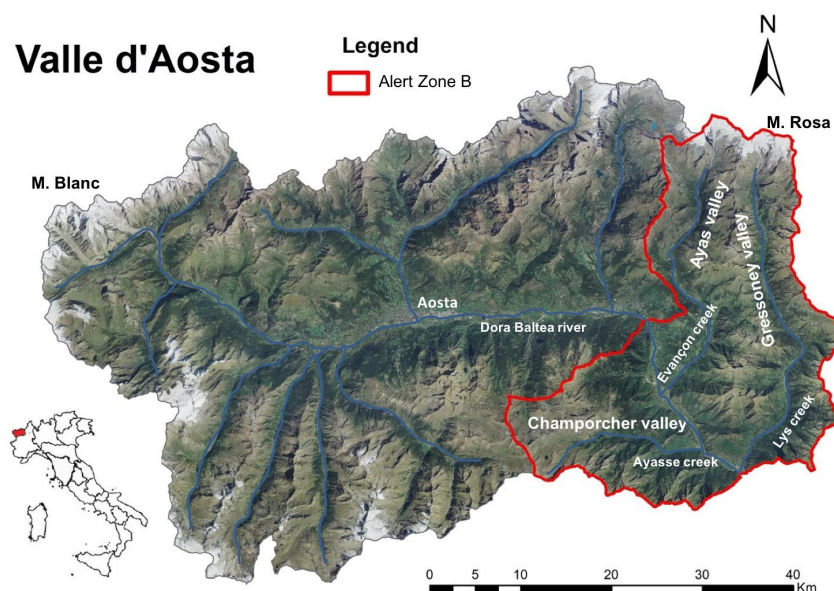 Valle d'Aosta
Legend
Alert Zone B
N
M. Rosa
M. Blanc
Ayas valley
Gressoney valley
Aosta
Dora Baltea river
Evançon creek
Champorcher valley
Lys creek
Ayasse creek
0 5 10 20 30 40
Km